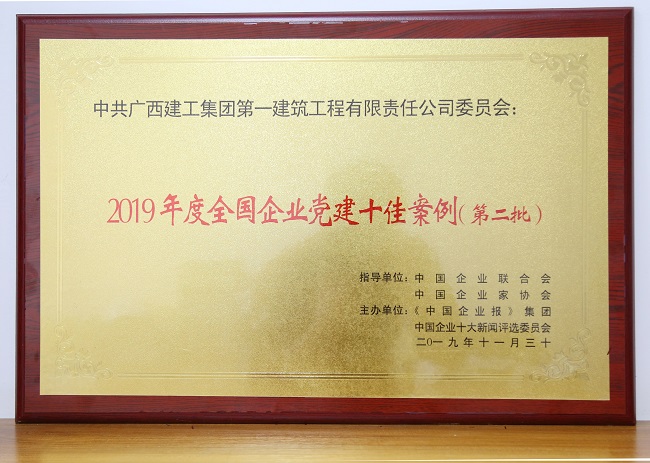 中共广西建工集团第一建筑工程有限责任公司委员会：
2019年度全国企业党建十佳案例（第二批）
指导单位：中国企业联合会
中国企业家协会
主办单位：《中国企业报》集团
中国企业十大新闻评选委员会
二〇一九年十一月三十